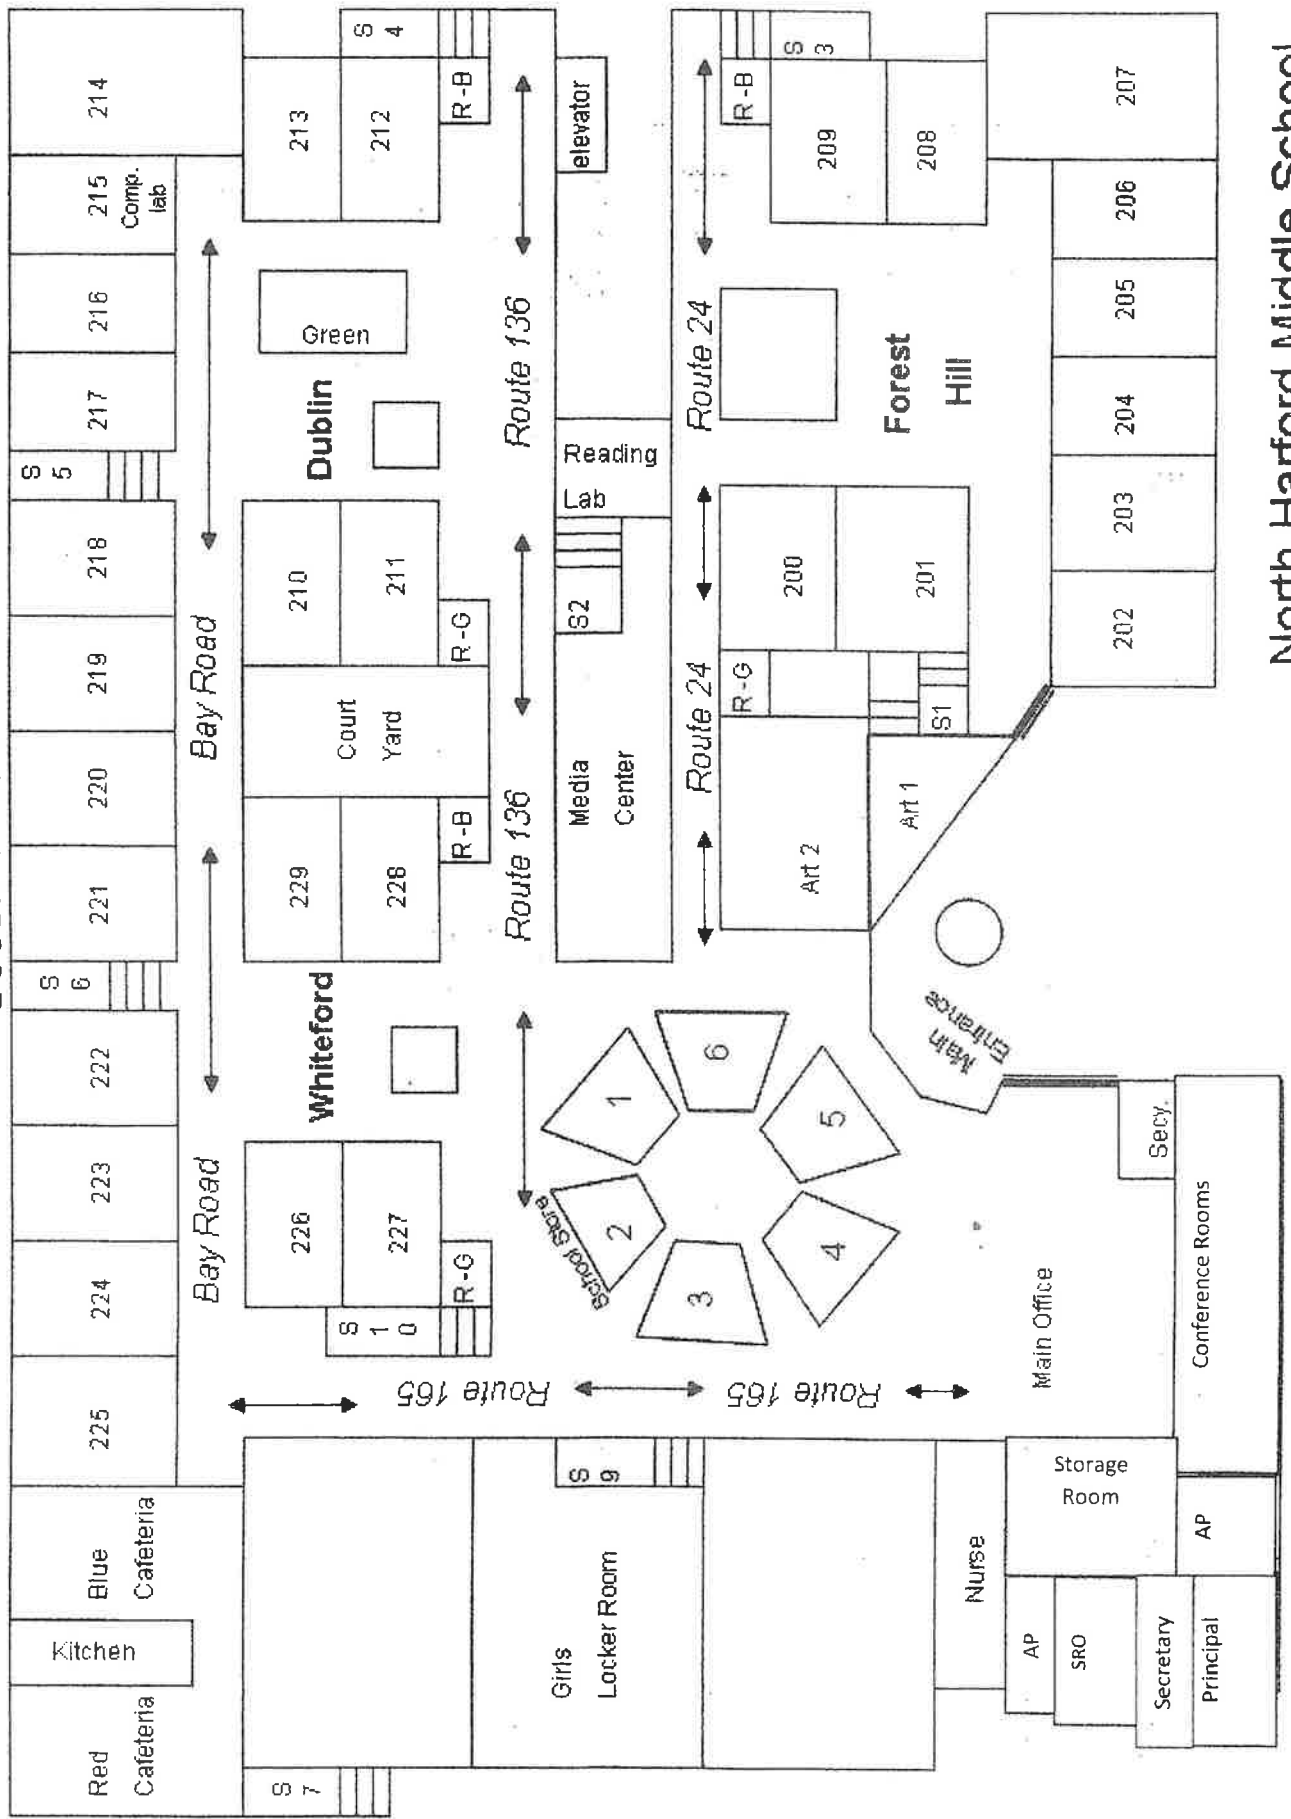 Red
Cafeteria
Kitchen
Blue
Cafeteria
225
224
223
222
S
6
221
220
219
218
S
5
217
216
215
Comp.
lab
214
Bay Road
Bay Road
S
7
226
227
S
1
0
R-G
Whiteford
229
228
R-B
Court
Yard
210
211
R-G
Dublin
Green
213
212
S
4
R-B
Route 165
Route 165
Route 136
Route 136
Girls
Locker Room
S
9
School Store
1
2
3
4
5
6
Media
Center
S2
Reading
Lab
elevator
Route 24
Route 24
Art 2
Art 1
R-G
S1
200
201
Forest
Hill
R-B
S
3
209
208
Nurse
Main Office
Main
Entrance
Secy.
Storage
Room
AP
SRO
Secretary
Principal
AP
Conference Rooms
202
203
204
205
206
207
North Harford Middle School